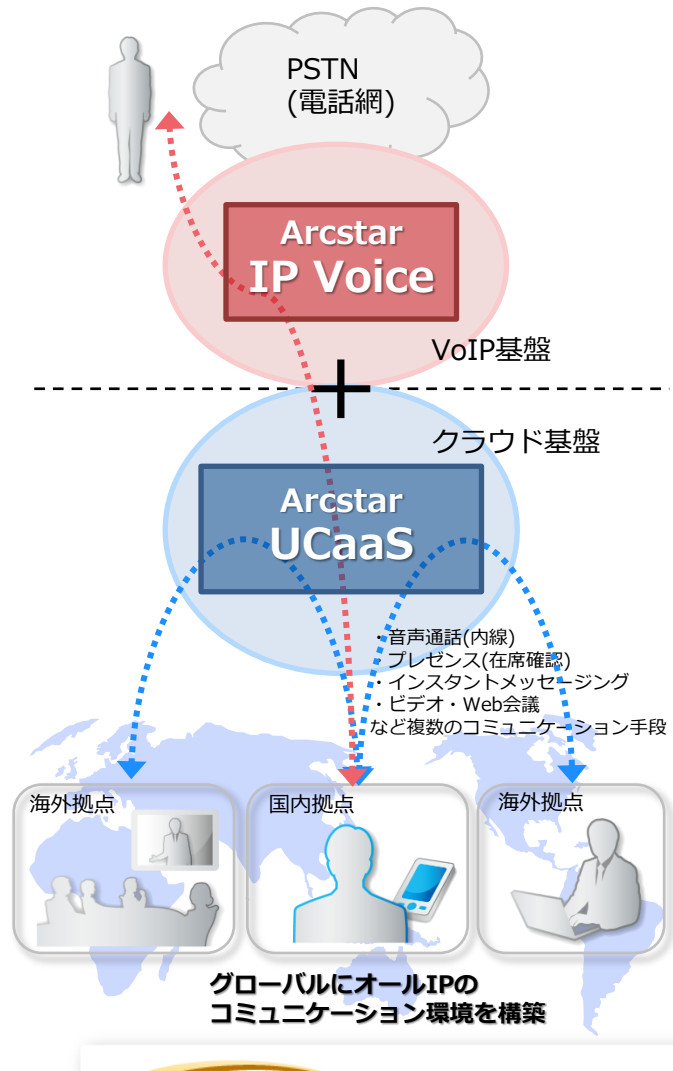 PSTN
(電話網)
Arcstar
IP Voice
VoIP基盤
クラウド基盤
Arcstar
UCaaS
・音声通話(内線)
・プレゼンス(在席確認)
・インスタントメッセージング
・ビデオ・Web会議
など複数のコミュニケーション手段
海外拠点
国内拠点
海外拠点
グローバルにオールIPの
コミュニケーション環境を構築